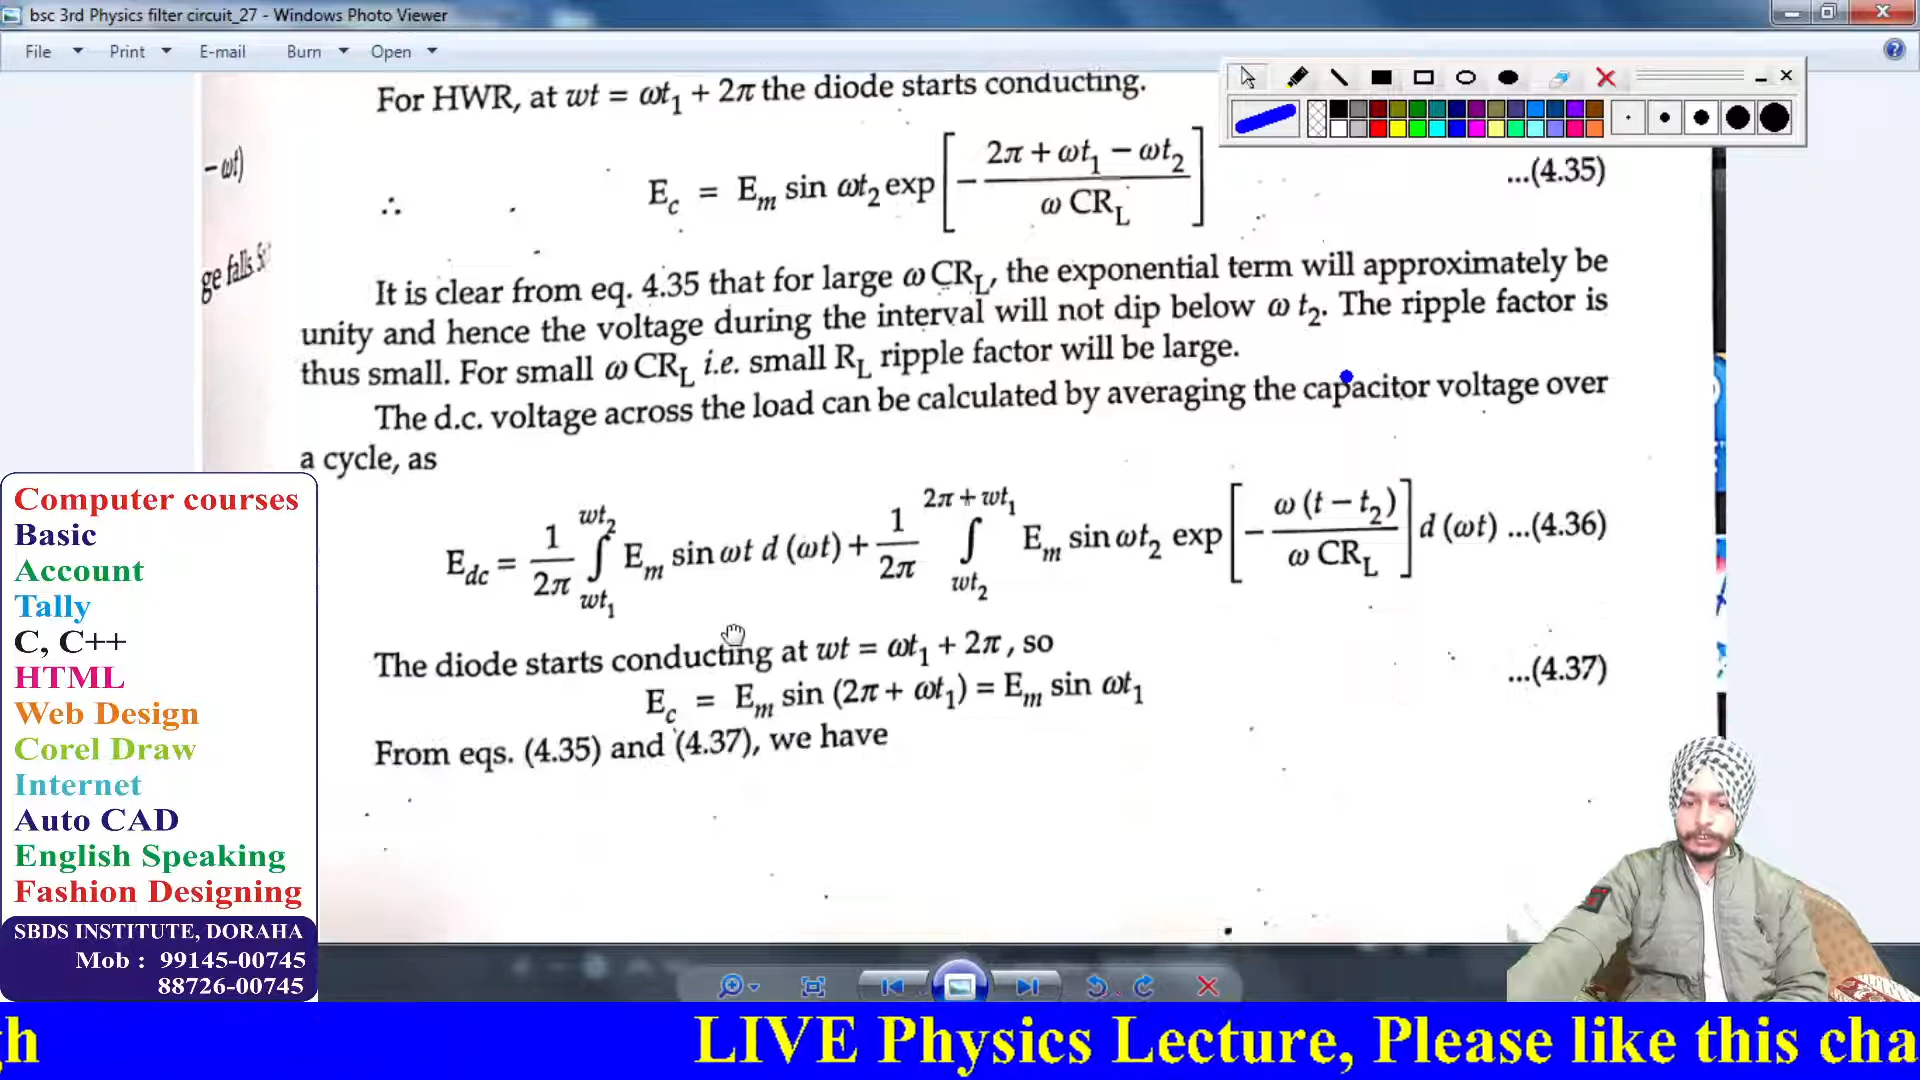 bsc 3rd Physics filter circuit_27 - Windows Photo Viewer
File Print E-mail Burn Open
For HWR, at wt = ωt₁ + 2π the diode starts conducting.
– ωt)
∴ E_c = E_m sin ωt₂ exp [ – (2π + ωt₁ – ωt₂) / (ω CR_L) ] ...(4.35)
ge falls
It is clear from eq. 4.35 that for large ω CR_L, the exponential term will approximately be
unity and hence the voltage during the interval will not dip below ω t₂. The ripple factor is
thus small. For small ω CR_L i.e. small R_L ripple factor will be large.
The d.c. voltage across the load can be calculated by averaging the capacitor voltage over
a cycle, as
E_dc = 1/2π ∫_{wt₁}^{wt₂} E_m sin ωt d (ωt) + 1/2π ∫_{wt₂}^{2π + wt₁} E_m sin ωt₂ exp [ – ω (t – t₂) / (ω CR_L) ] d (ωt) ...(4.36)
The diode starts conducting at wt = ωt₁ + 2π, so
E_c = E_m sin (2π + ωt₁) = E_m sin ωt₁ ...(4.37)
From eqs. (4.35) and (4.37), we have
Computer courses
Basic
Account
Tally
C, C++
HTML
Web Design
Corel Draw
Internet
Auto CAD
English Speaking
Fashion Designing
SBDS INSTITUTE, DORAHA
Mob : 99145-00745
88726-00745
LIVE Physics Lecture, Please like this cha